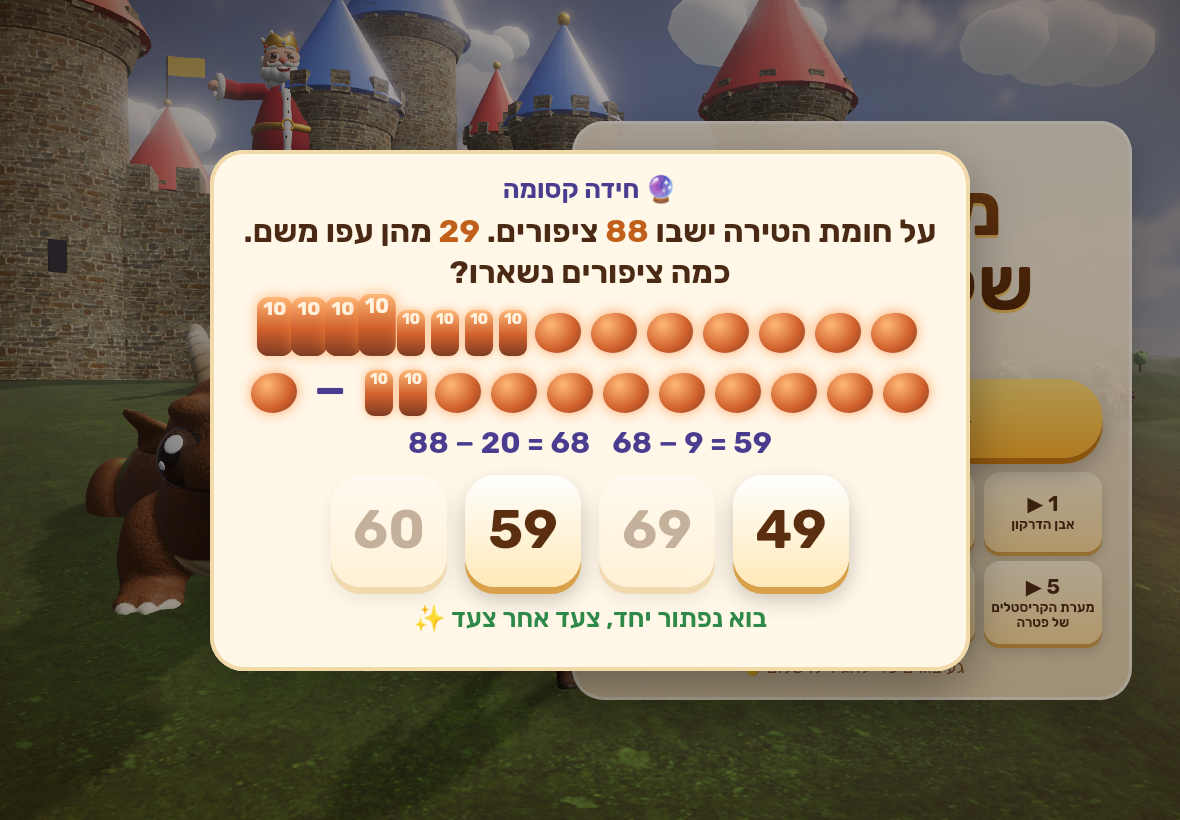 🔮 חידה קסומה
על חומת הטירה ישבו 88 ציפורים. 29 מהן עפו משם.
כמה ציפורים נשארו?
10 10 10 10 10 10 10 10
− 10 10
88 − 20 = 68 68 − 9 = 59
60 59 69 49
בוא נפתור יחד, צעד אחר צעד ✨
1 ▶
אבן הדרקון
5 ▶
מערת הקריסטלים
של פטרה